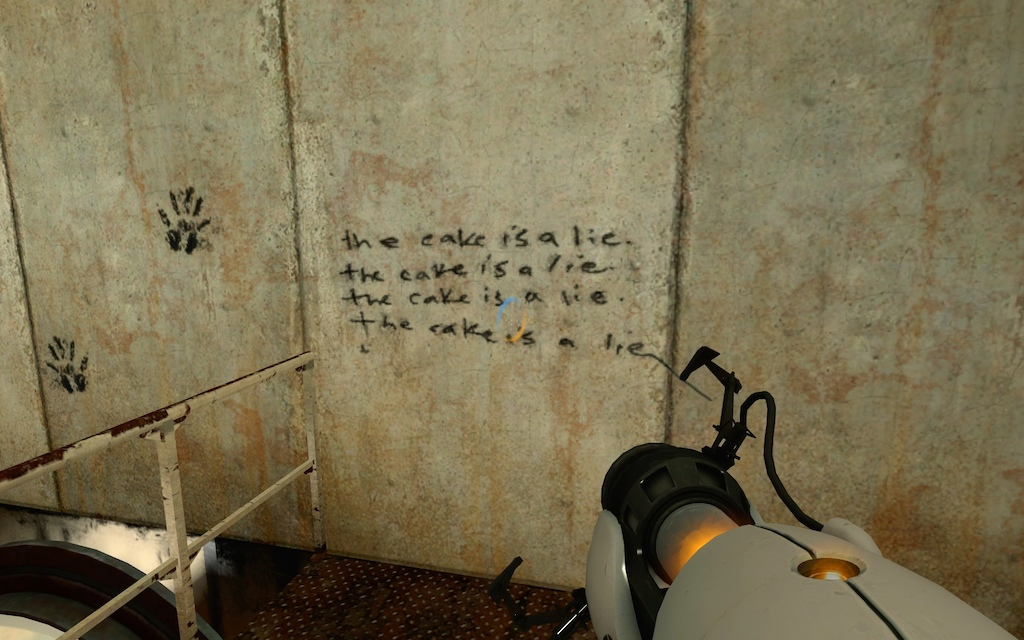 the cake is a lie.
the cake is a lie.
the cake is a lie.
the cake is a lie